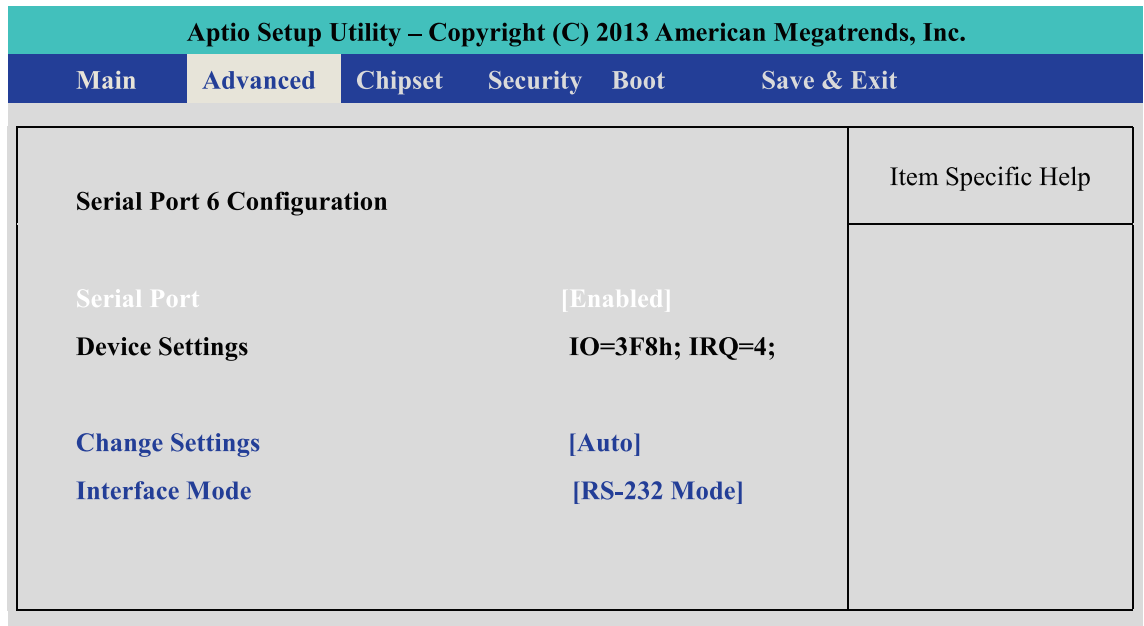 Aptio Setup Utility – Copyright (C) 2013 American Megatrends, Inc.
Main Advanced Chipset Security Boot Save & Exit
Item Specific Help
Serial Port 6 Configuration
Serial Port [Enabled]
Device Settings IO=3F8h; IRQ=4;
Change Settings [Auto]
Interface Mode [RS-232 Mode]